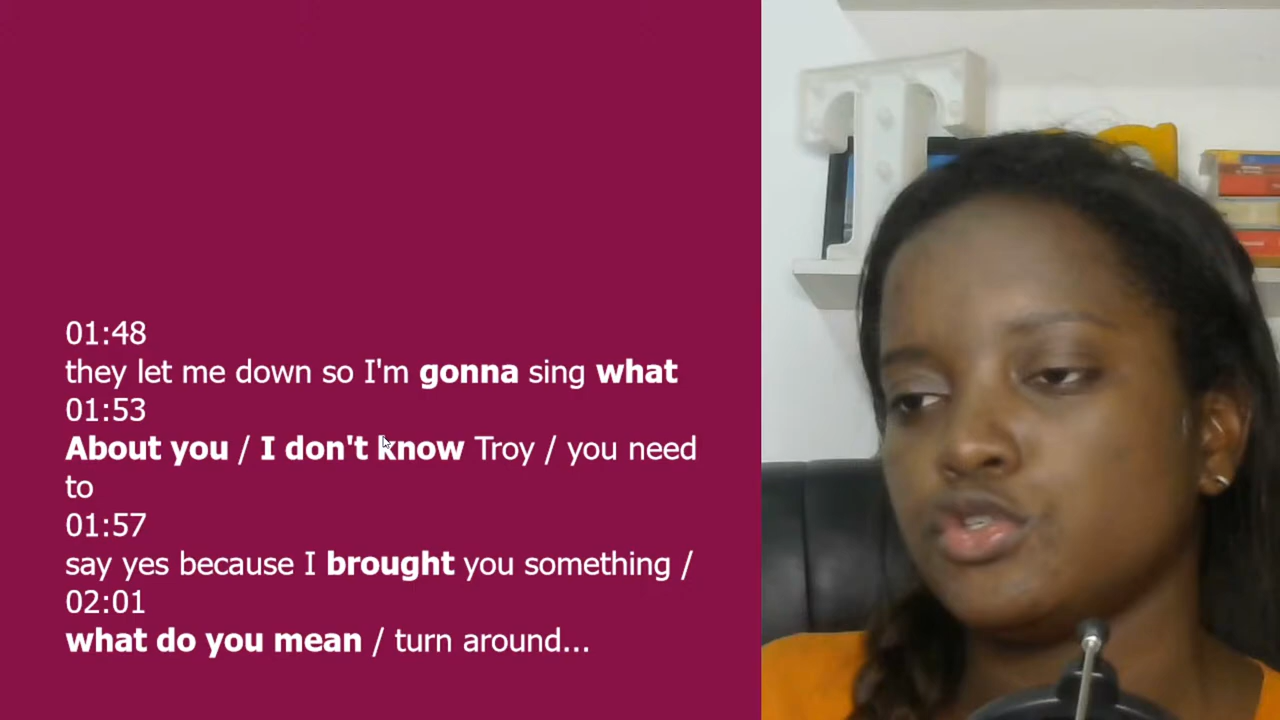 01:48
they let me down so I'm gonna sing what
01:53
About you / I don't know Troy / you need
to
01:57
say yes because I brought you something /
02:01
what do you mean / turn around...
T